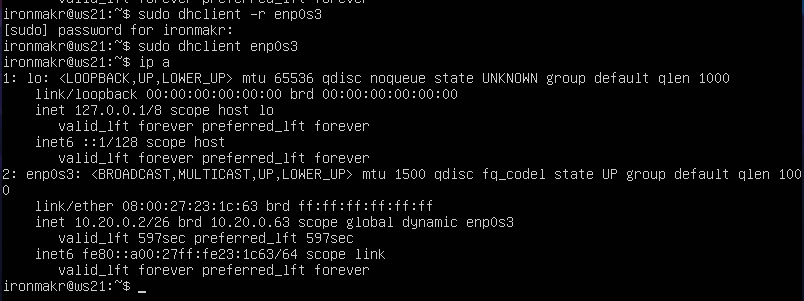 ironmakr@ws21:~$ sudo dhclient -r enp0s3
[sudo] password for ironmakr:
ironmakr@ws21:~$ sudo dhclient enp0s3
ironmakr@ws21:~$ ip a
1: lo: <LOOPBACK,UP,LOWER_UP> mtu 65536 qdisc noqueue state UNKNOWN group default qlen 1000
    link/loopback 00:00:00:00:00:00 brd 00:00:00:00:00:00
    inet 127.0.0.1/8 scope host lo
       valid_lft forever preferred_lft forever
    inet6 ::1/128 scope host
       valid_lft forever preferred_lft forever
2: enp0s3: <BROADCAST,MULTICAST,UP,LOWER_UP> mtu 1500 qdisc fq_codel state UP group default qlen 100
0
    link/ether 08:00:27:23:1c:63 brd ff:ff:ff:ff:ff:ff
    inet 10.20.0.2/26 brd 10.20.0.63 scope global dynamic enp0s3
       valid_lft 597sec preferred_lft 597sec
    inet6 fe80::a00:27ff:fe23:1c63/64 scope link
       valid_lft forever preferred_lft forever
ironmakr@ws21:~$ _